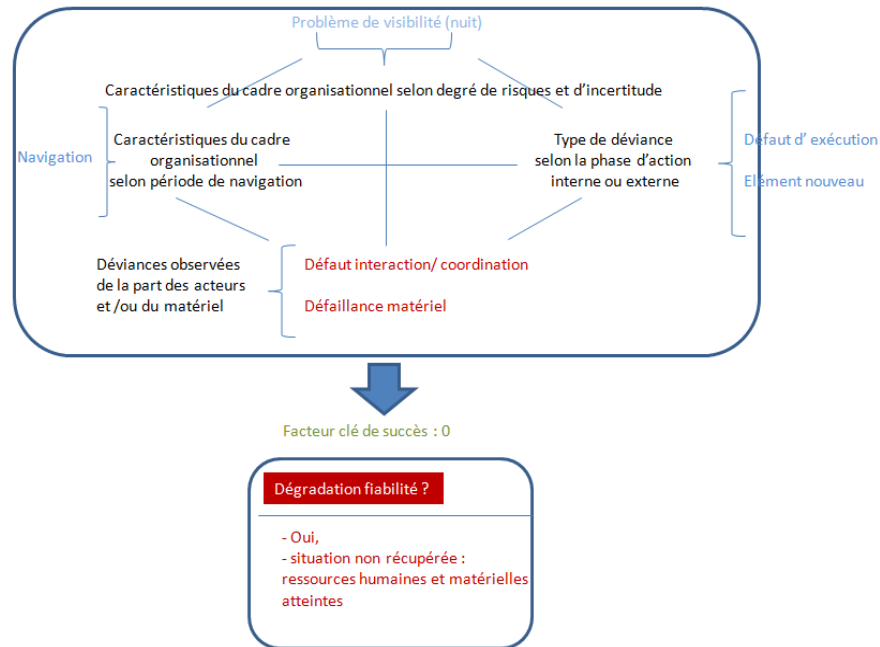 Problème de visibilité (nuit)
Caractéristiques du cadre organisationnel selon degré de risques et d'incertitude
Navigation
Caractéristiques du cadre
organisationnel
selon période de navigation
Type de déviance
selon la phase d'action
interne ou externe
Défaut d' exécution
Elément nouveau
Déviances observées
de la part des acteurs
et /ou du matériel
Défaut interaction/ coordination
Défaillance matériel
Facteur clé de succès : 0
Dégradation fiabilité ?
- Oui,
- situation non récupérée :
ressources humaines et matérielles
atteintes